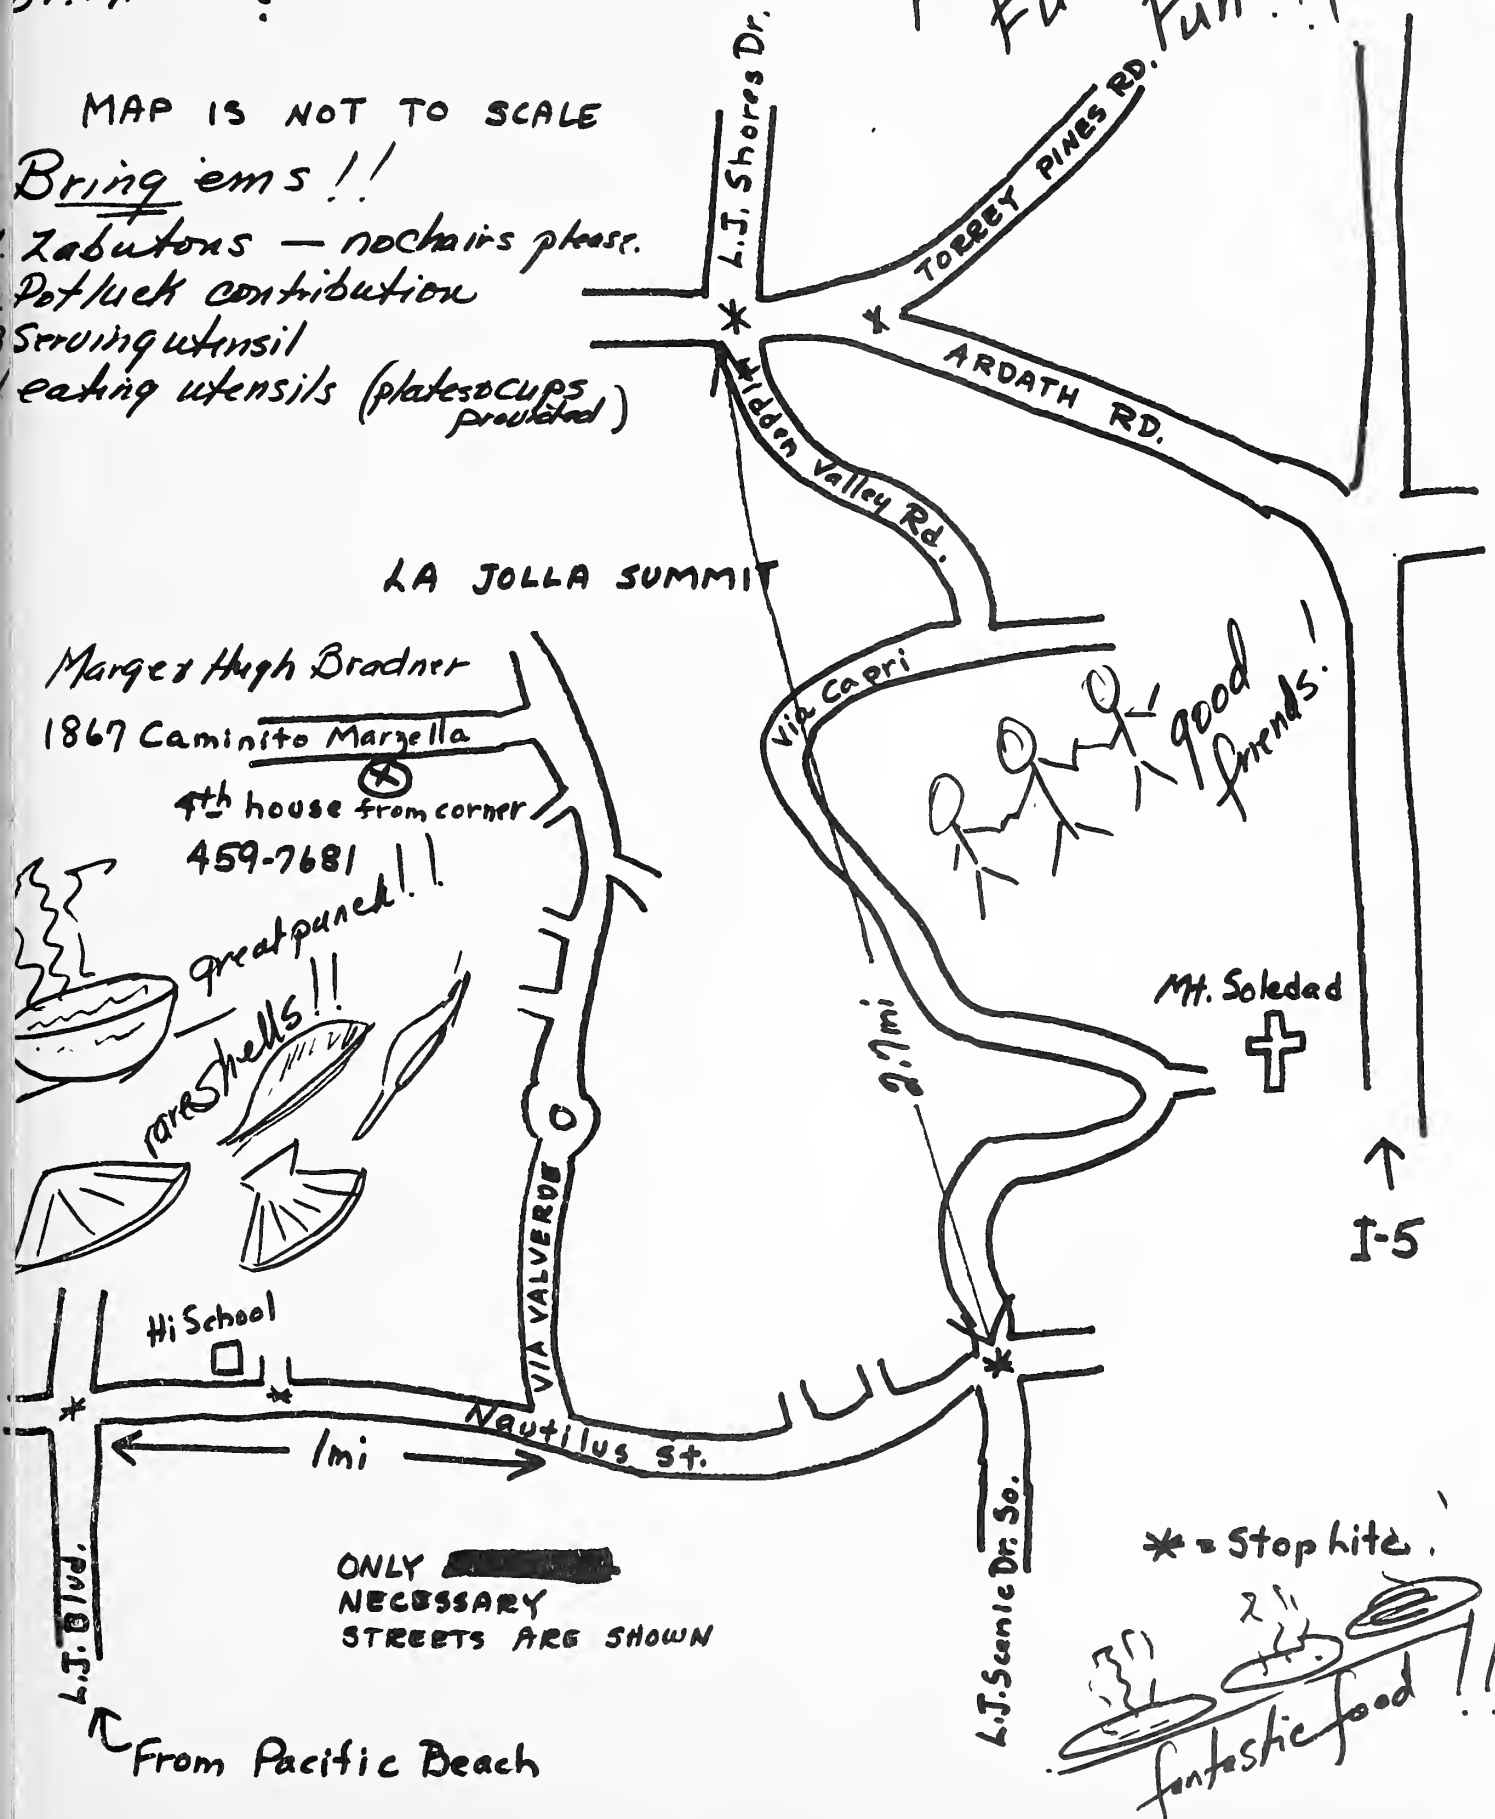 MAP IS NOT TO SCALE
Bring 'ems!!
Zabutons — no chairs please.
Potluck contribution
Serving utensil
eating utensils (plates & cups
provided)
L.J. Shores Dr.
TORREY PINES RD.
ARDATH RD.
Hidden Valley Rd.
LA JOLLA SUMMIT
Marge & Hugh Bradner
1867 Caminito Marzella
4th house from corner
459-7681
great punch!!
rare shells!!
Via Capri
good
friends!
2.7 mi
Mt. Soledad
I-5
VIA VALVERDE
Hi School
Nautilus St.
1mi
ONLY
NECESSARY
STREETS ARE SHOWN
L.J. Blvd.
From Pacific Beach
L.J. Scenic Dr. So.
* = Stop Lite.
fantastic food!!